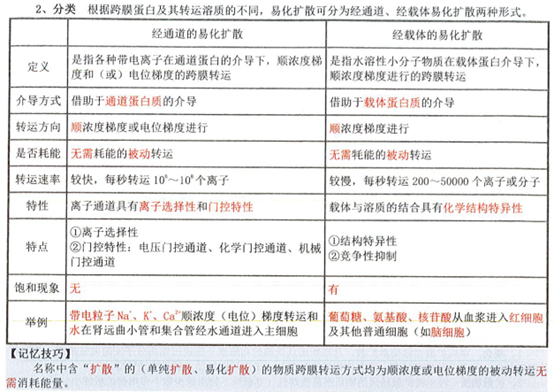 2、分类 根据跨膜蛋白及其转运溶质的不同，易化扩散可分为经通道、经载体易化扩散两种形式。
经通道的易化扩散 经载体的易化扩散
定义 是指各种带电离子在通道蛋白的介导下，顺浓度梯 是指水溶性小分子物质在载体蛋白介导下，
度和（或）电位梯度的跨膜转运 顺浓度梯度进行的跨膜转运
介导方式 借助于通道蛋白质的介导 借助于载体蛋白质的介导
转运方向 顺浓度梯度或电位梯度进行 顺浓度梯度进行
是否耗能 无需耗能的被动转运 无需耗能的被动转运
转运速率 较快，每秒转运10⁶～10⁸个离子 较慢，每秒转运200～50000个离子或分子
特性 离子通道具有离子选择性和门控特性 载体与溶质的结合具有化学结构特异性
特点 ①离子选择性
②门控特性：电压门控通道、化学门控通道、机械
门控通道
①结构特异性
②竞争性抑制
饱和现象 无 有
举例 带电粒子Na⁺、K⁺、Ca²⁺顺浓度（电位）梯度转运和 葡萄糖、氨基酸、核苷酸从血浆进入红细胞
水在肾远曲小管和集合管经水通道进入主细胞 及其他普通细胞（如脑细胞）
【记忆技巧】
名称中含“扩散”的（单纯扩散、易化扩散）的物质跨膜转运方式均为顺浓度或电位梯度的被动转运无
需消耗能量。